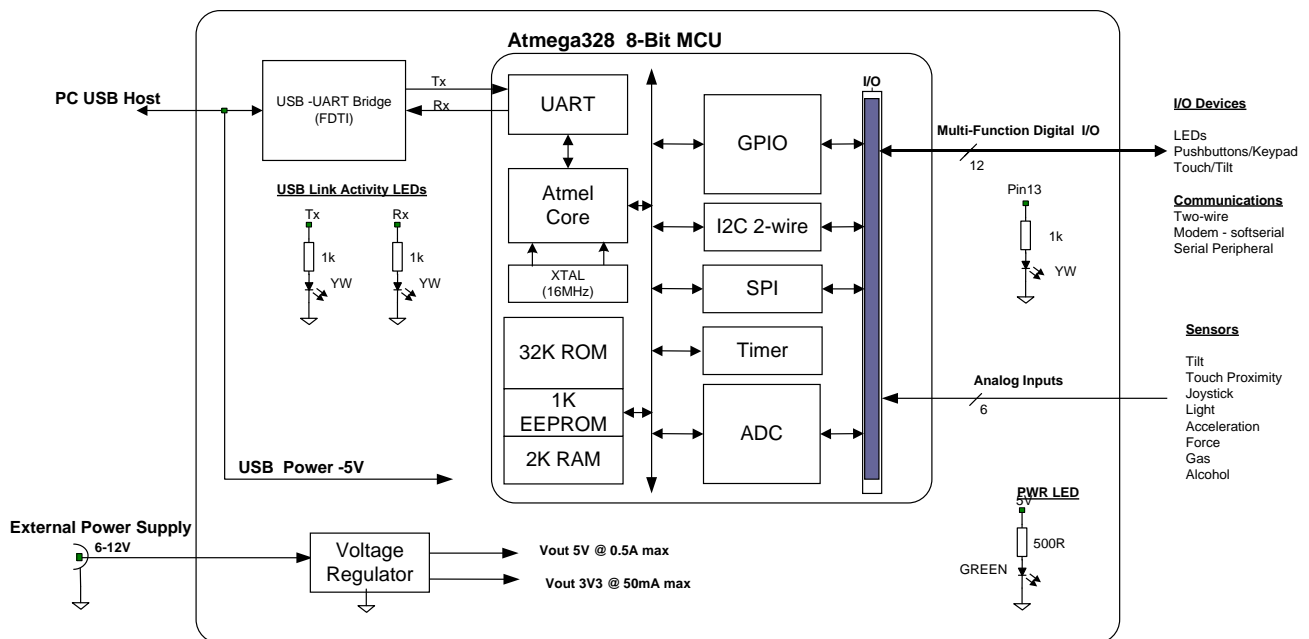 Atmega328 8-Bit MCU
PC USB Host
USB -UART Bridge
(FDTI)
Tx
Rx
UART
Atmel
Core
XTAL
(16MHz)
32K ROM
1K
EEPROM
2K RAM
GPIO
I2C 2-wire
SPI
Timer
ADC
I/O
Multi-Function Digital I/O
12
Analog Inputs
6
USB Link Activity LEDs
Tx
Rx
1k
1k
YW
YW
USB Power -5V
External Power Supply
6-12V
Voltage
Regulator
Vout 5V @ 0.5A max
Vout 3V3 @ 50mA max
Pin13
1k
YW
PWR LED
5V
500R
GREEN
I/O Devices
LEDs
Pushbuttons/Keypad
Touch/Tilt
Communications
Two-wire
Modem - softserial
Serial Peripheral
Sensors
Tilt
Touch Proximity
Joystick
Light
Acceleration
Force
Gas
Alcohol